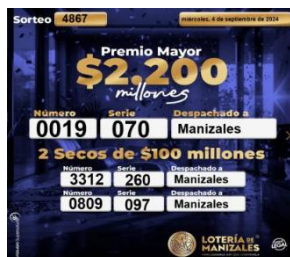 Sorteo 4867 miércoles, 4 de septiembre de 2024
Premio Mayor
$2,200
millones
Número Serie Despachado a
0019 070 Manizales
2 Secos de $100 millones
Número Serie Despachado a
3312 260 Manizales
Número Serie Despachado a
0809 097 Manizales
LOTERÍA DE
MANIZALES